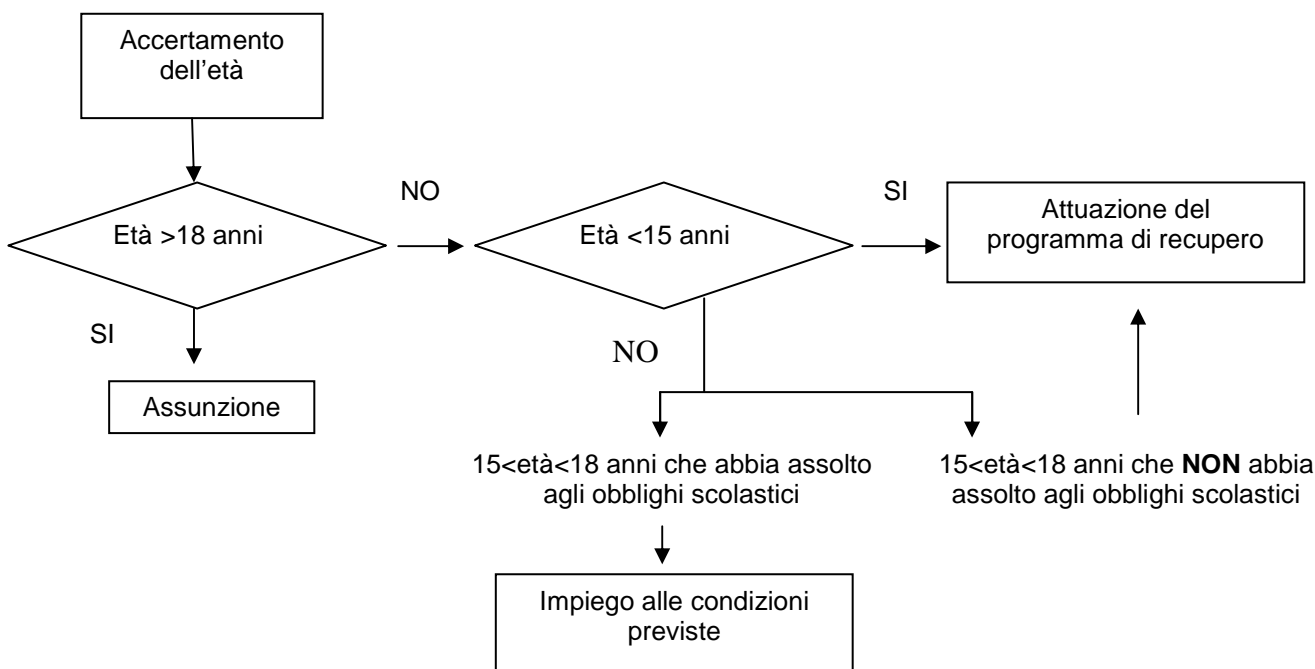 Accertamento
dell'età
Età >18 anni
NO
Età <15 anni
SI
Attuazione del
programma di recupero
SI
Assunzione
NO
15<età<18 anni che abbia assolto
agli obblighi scolastici
15<età<18 anni che NON abbia
assolto agli obblighi scolastici
Impiego alle condizioni
previste